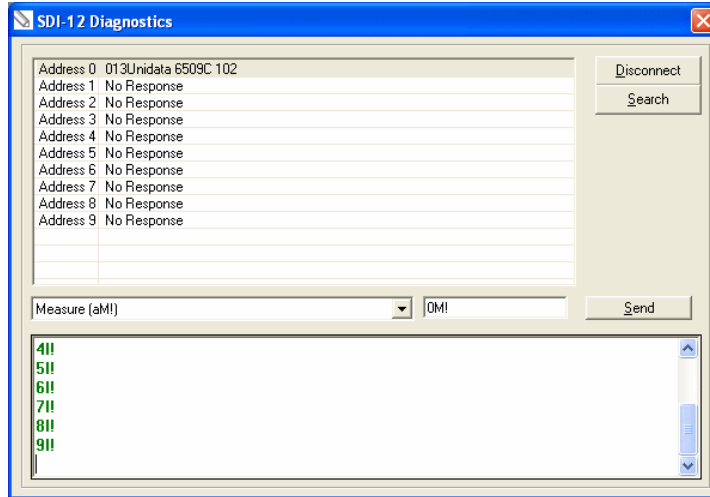 SDI-12 Diagnostics
Address 0 013Unidata 6509C 102
Address 1 No Response
Address 2 No Response
Address 3 No Response
Address 4 No Response
Address 5 No Response
Address 6 No Response
Address 7 No Response
Address 8 No Response
Address 9 No Response
Disconnect
Search
Measure (aM!)
0M!
Send
4I!
5I!
6I!
7I!
8I!
9I!